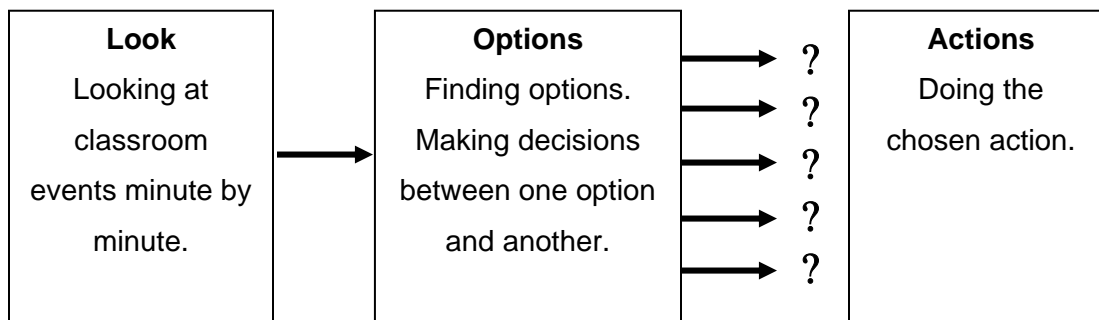 Look
Looking at
classroom
events minute by
minute.
Options
Finding options.
Making decisions
between one option
and another.
?
?
?
?
?
Actions
Doing the
chosen action.